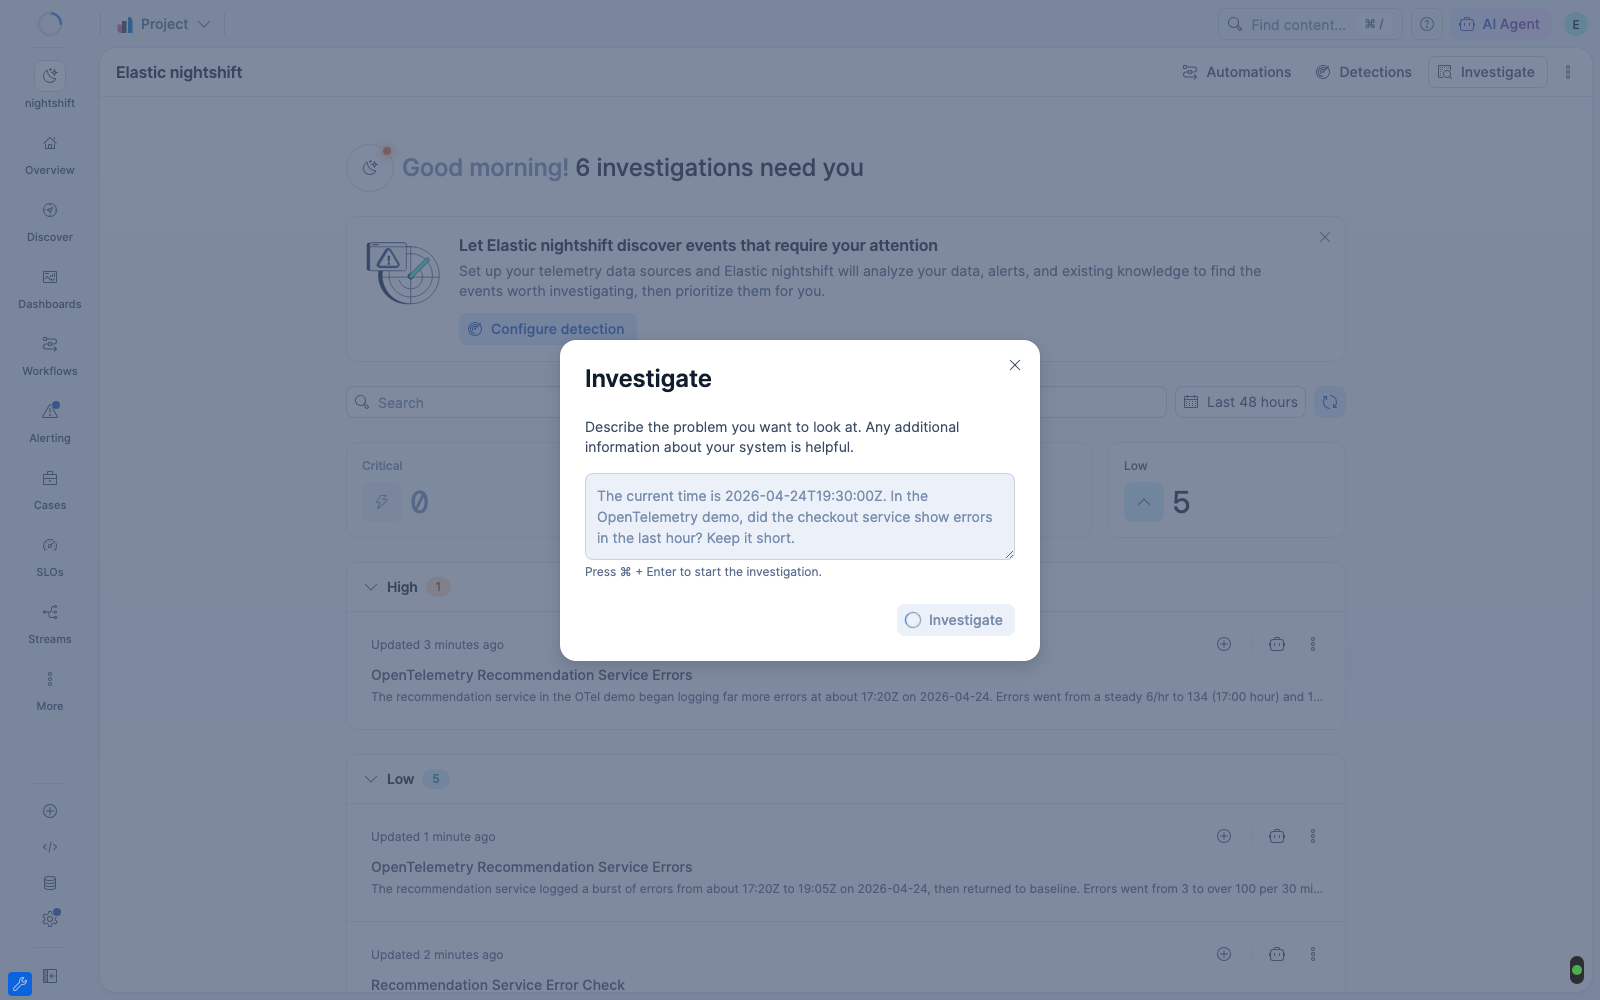 Project
Find content...
⌘ /
AI Agent
E
nightshift
Overview
Discover
Dashboards
Workflows
Alerting
Cases
SLOs
Streams
More
Elastic nightshift
Automations
Detections
Investigate
Good morning! 6 investigations need you
Let Elastic nightshift discover events that require your attention
Set up your telemetry data sources and Elastic nightshift will analyze your data, alerts, and existing knowledge to find the
events worth investigating, then prioritize them for you.
Configure detection
Search
Last 48 hours
Critical
0
Low
5
Investigate
Describe the problem you want to look at. Any additional
information about your system is helpful.
The current time is 2026-04-24T19:30:00Z. In the
OpenTelemetry demo, did the checkout service show errors
in the last hour? Keep it short.
Press ⌘ + Enter to start the investigation.
Investigate
High 1
Updated 3 minutes ago
OpenTelemetry Recommendation Service Errors
The recommendation service in the OTel demo began logging far more errors at about 17:20Z on 2026-04-24. Errors went from a steady 6/hr to 134 (17:00 hour) and 1...
Low 5
Updated 1 minute ago
OpenTelemetry Recommendation Service Errors
The recommendation service logged a burst of errors from about 17:20Z to 19:05Z on 2026-04-24, then returned to baseline. Errors went from 3 to over 100 per 30 mi...
Updated 2 minutes ago
Recommendation Service Error Check